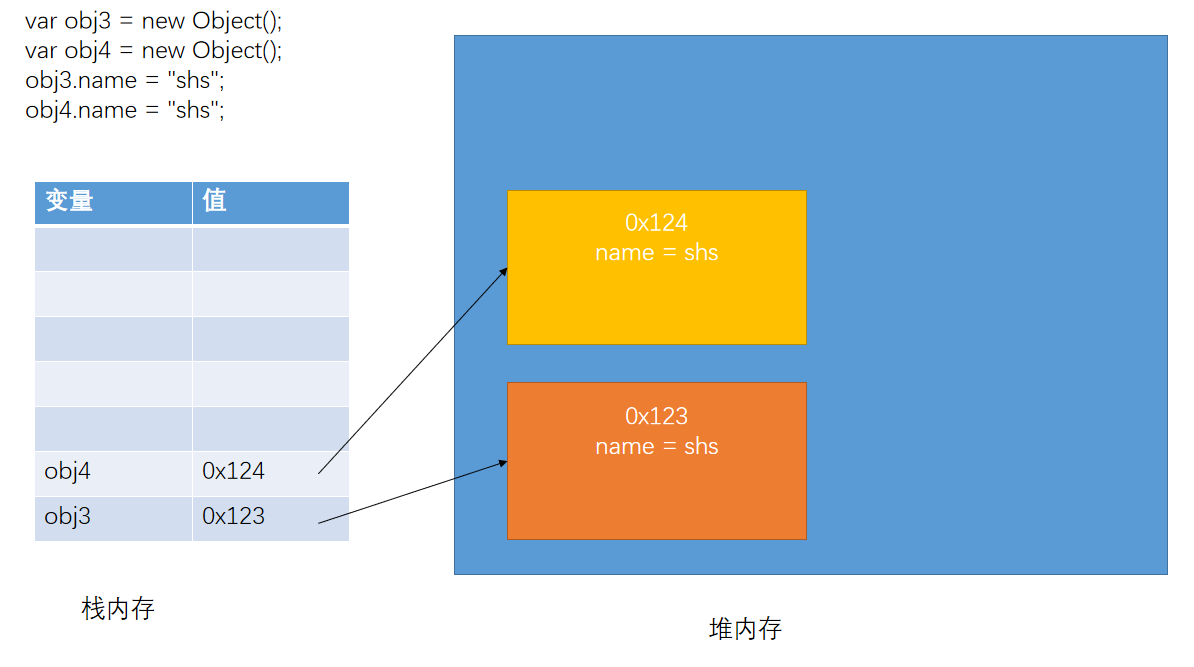 var obj3 = new Object();
var obj4 = new Object();
obj3.name = "shs";
obj4.name = "shs";
变量 值
obj4 0x124
obj3 0x123
栈内存
0x124
name = shs
0x123
name = shs
堆内存